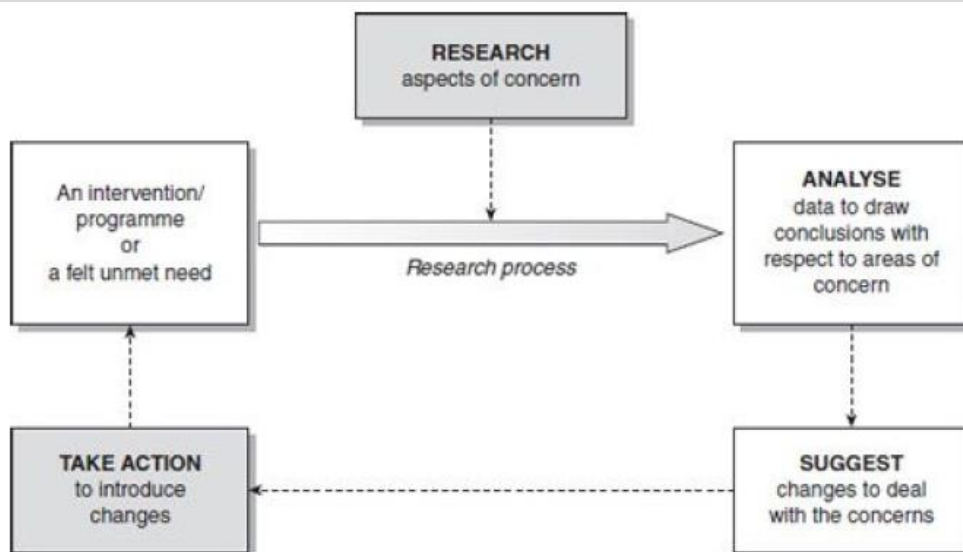 RESEARCH
aspects of concern
An intervention/
programme
or
a felt unmet need
Research process
ANALYSE
data to draw
conclusions with
respect to areas of
concern
TAKE ACTION
to introduce
changes
SUGGEST
changes to deal
with the concerns